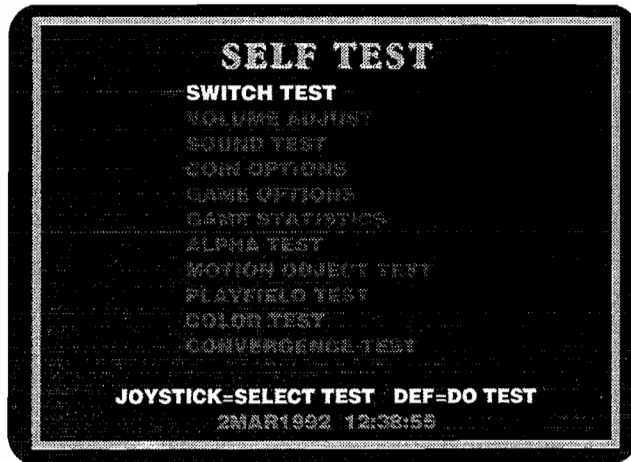 SELF TEST
SWITCH TEST
VOLUME ADJUST
SOUND TEST
COIN OPTIONS
GAME OPTIONS
GAME STATISTICS
ALPHA TEST
MOTION OBJECT TEST
PLAYFIELD TEST
COLOR TEST
CONVERGENCE TEST
JOYSTICK=SELECT TEST DEF=DO TEST
2MAR1992 12:38:55